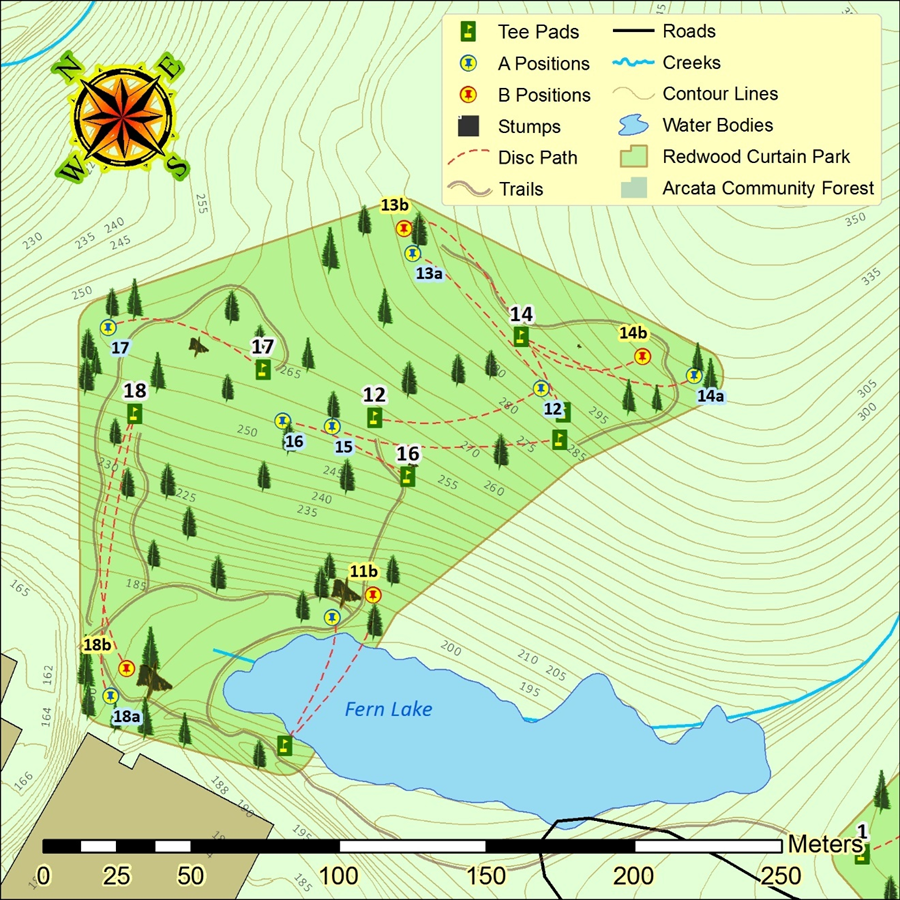 Tee Pads
Roads
A Positions
Creeks
B Positions
Contour Lines
Stumps
Water Bodies
Disc Path
Redwood Curtain Park
Trails
Arcata Community Forest
N
E
W
S
255
230
235
240
245
350
335
305
300
250
13b
13a
14
14b
14a
17
17
265
18
12
12
280
295
285
275
270
16
15
250
16
240
235
255
260
230
225
185
11b
18b
18a
165
162
164
166
200
210
205
195
Fern Lake
188
190
195
185
1
Meters
0
25
50
100
150
200
250